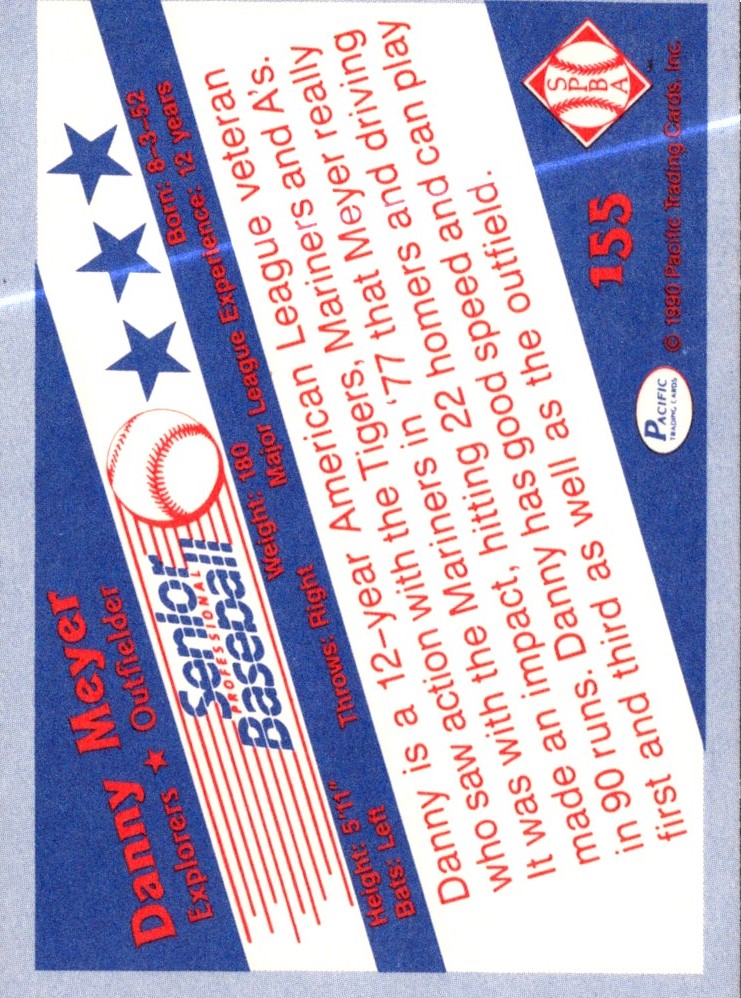 Danny Meyer
Explorers ★ Outfielder
Senior
PROFESSIONAL
Baseball
Height: 5'11" Weight: 180 Born: 8-3-52
Bats: Left Throws: Right Major League Experience: 12 years
Danny is a 12-year American League veteran
who saw action with the Tigers, Mariners and A's.
It was with the Mariners in '77 that Meyer really
made an impact, hitting 22 homers and driving
in 90 runs. Danny has good speed and can play
first and third as well as the outfield.
PACIFIC
TRADING CARDS
© 1990 Pacific Trading Cards, Inc.
155
SPBA